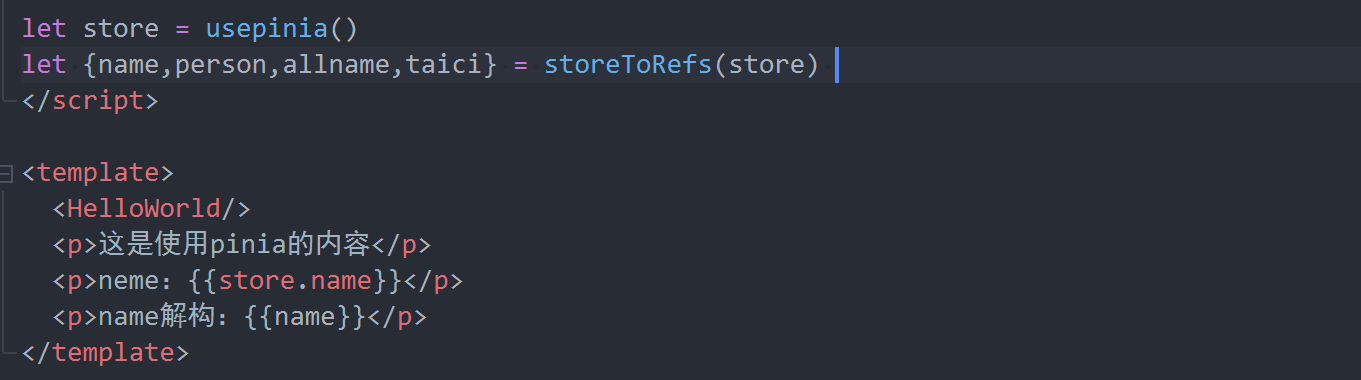 let store = usepinia()
let {name,person,allname,taici} = storeToRefs(store)
</script>
<template>
<HelloWorld/>
<p>这是使用pinia的内容</p>
<p>neme：{{store.name}}</p>
<p>name解构：{{name}}</p>
</template>